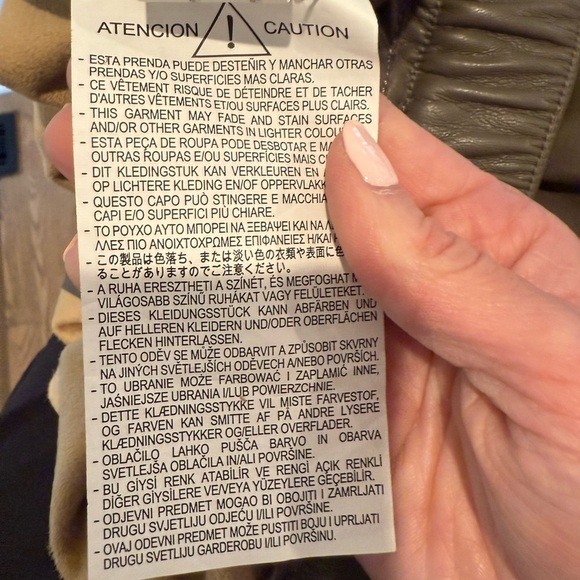 ATENCION ! CAUTION
- ESTA PRENDA PUEDE DESTEÑIR Y MANCHAR OTRAS
PRENDAS Y/O SUPERFICIES MAS CLARAS.
- CE VÊTEMENT RISQUE DE DÉTEINDRE ET DE TACHER
D'AUTRES VÊTEMENTS ET/OU SURFACES PLUS CLAIRS.
- THIS GARMENT MAY FADE AND STAIN SURFACES
AND/OR OTHER GARMENTS IN LIGHTER
- ESTA PEÇA DE ROUPA PODE DESBOTAR E
OUTRAS ROUPAS E/OU SUPERFÍCIES MAIS
- DIT KLEDINGSTUK KAN VERKLEUREN EN
OP LICHTERE KLEDING EN/OF
- QUESTO CAPO PUÒ STINGERE E
CAPI E/O SUPERFICI PIÙ CHIARE.
- ΤΟ ΡΟΥΧΟ ΑΥΤΟ ΜΠΟΡΕΙ ΝΑ ΞΕΒΑΨΕΙ ΚΑΙ ΝΑ
ΛΛΕΣ ΠΙΟ ΑΝΟΙΧΤΟΧΡΩΜΕΣ ΕΠΙΦΑΝΕΙΕΣ Ή/ΚΑΙ
- この製品は色落ち、または淡い色の衣類や表面に色
ることがありますのでご注意ください。
- A RUHA ERESZTHETI A SZÍNÉT, ÉS MEGFOGHAT
VILÁGOSABB SZÍNŰ RUHÁKAT VAGY FELÜLETEKET.
- DIESES KLEIDUNGSSTÜCK KANN ABFÄRBEN UND
AUF HELLEREN KLEIDERN UND/ODER OBERFLÄCHEN
FLECKEN HINTERLASSEN.
- TENTO ODĚV SE MŮŽE ODBARVIT A ZPŮSOBIT SKVRNY
NA JINÝCH SVĚTLEJŠÍCH ODĚVECH A/NEBO POVRŠÍCH.
- TO UBRANIE MOŻE FARBOWAĆ I ZAPLAMIĆ INNE,
JAŚNIEJSZE UBRANIA I/LUB POWIERZCHNIE.
- DETTE KLÆDNINGSSTYKKE VIL MISTE FARVESTOF,
OG FARVEN KAN SMITTE AF PÅ ANDRE LYSERE
KLÆDNINGSSTYKKER OG/ELLER OVERFLADER.
- OBLAČILO LAHKO PUŠČA BARVO IN OBARVA
SVETLEJŠA OBLAČILA IN/ALI POVRŠINE.
- BU GİYSİ RENK ATABİLİR VE RENGİ AÇIK RENKLİ
DİĞER GİYSİLERE VE/VEYA YÜZEYLERE GEÇEBİLİR.
- ODJEVNI PREDMET MOGAO BI OBOJITI I ZAMRLJATI
DRUGU SVJETLIJU ODJEĆU I/ILI POVRŠINE.
- OVAJ ODEVNI PREDMET MOŽE PUSTITI BOJU I UPRLJATI
DRUGU SVETLIJU GARDEROBU I/ILI POVRŠINU.